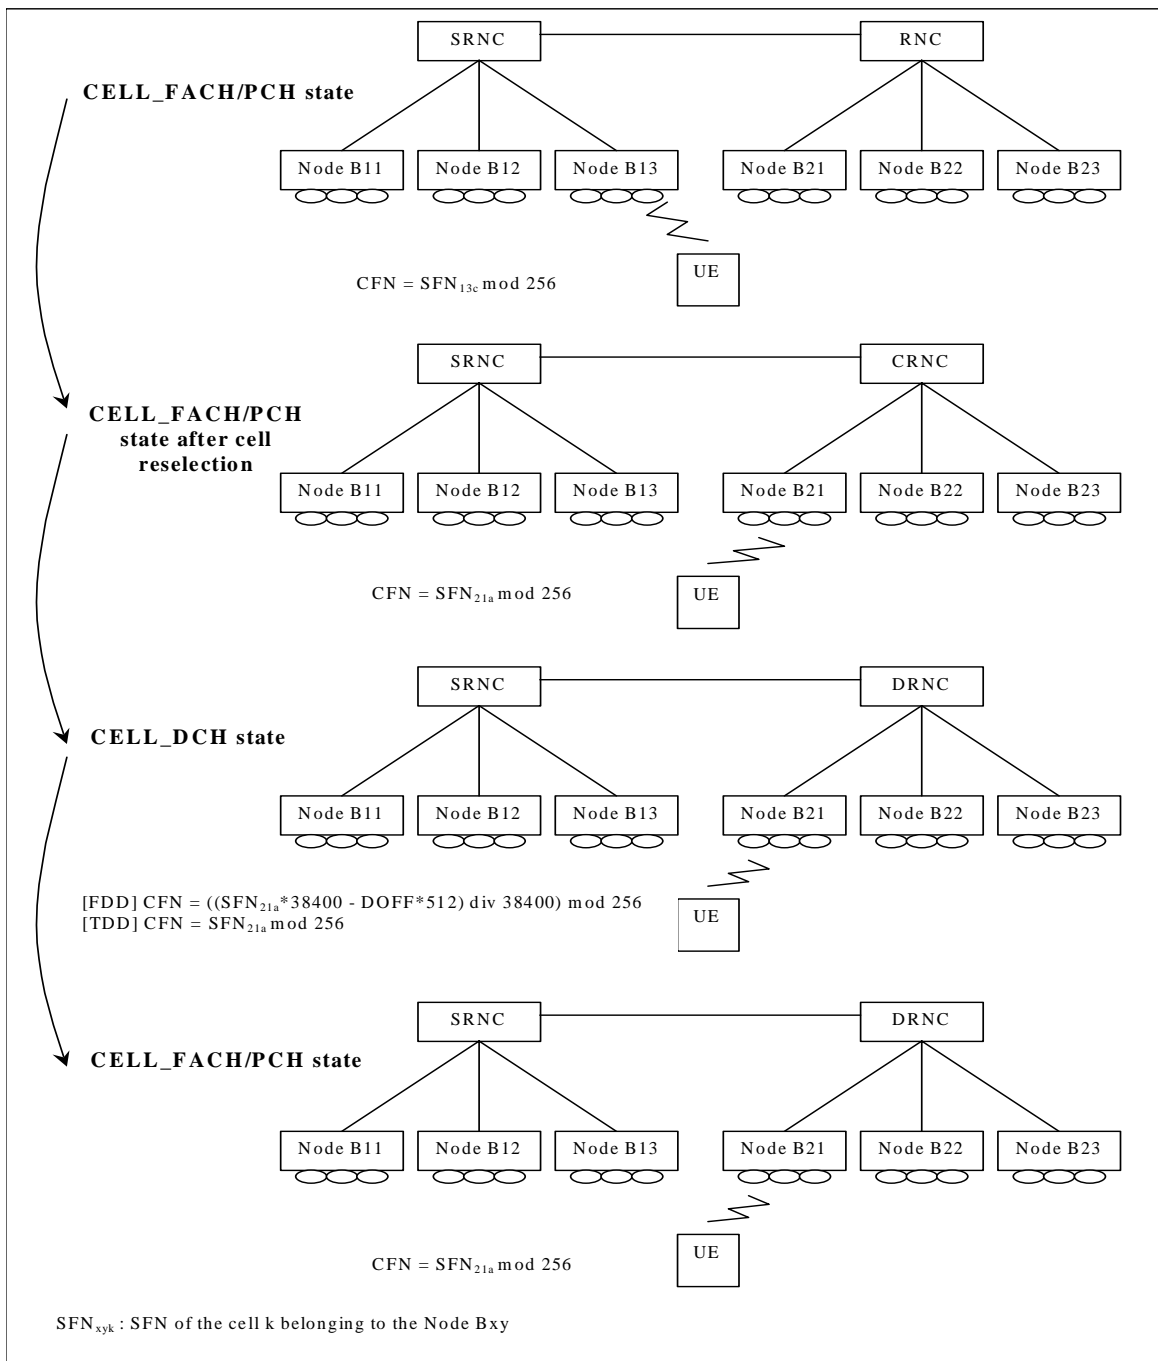 SRNC RNC
CELL_FACH/PCH state
Node B11 Node B12 Node B13 Node B21 Node B22 Node B23
UE
CFN = SFN13c mod 256
SRNC CRNC
CELL_FACH/PCH
state after cell
reselection
Node B11 Node B12 Node B13 Node B21 Node B22 Node B23
UE
CFN = SFN21a mod 256
SRNC DRNC
CELL_DCH state
Node B11 Node B12 Node B13 Node B21 Node B22 Node B23
[FDD] CFN = ((SFN21a*38400 - DOFF*512) div 38400) mod 256
UE
[TDD] CFN = SFN21a mod 256
SRNC DRNC
CELL_FACH/PCH state
Node B11 Node B12 Node B13 Node B21 Node B22 Node B23
UE
CFN = SFN21a mod 256
SFNxyk : SFN of the cell k belonging to the Node Bxy